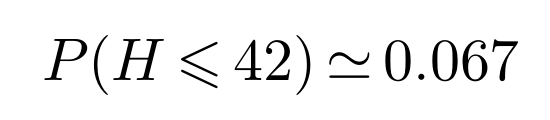 P(H ⩽ 42) ≃ 0.067